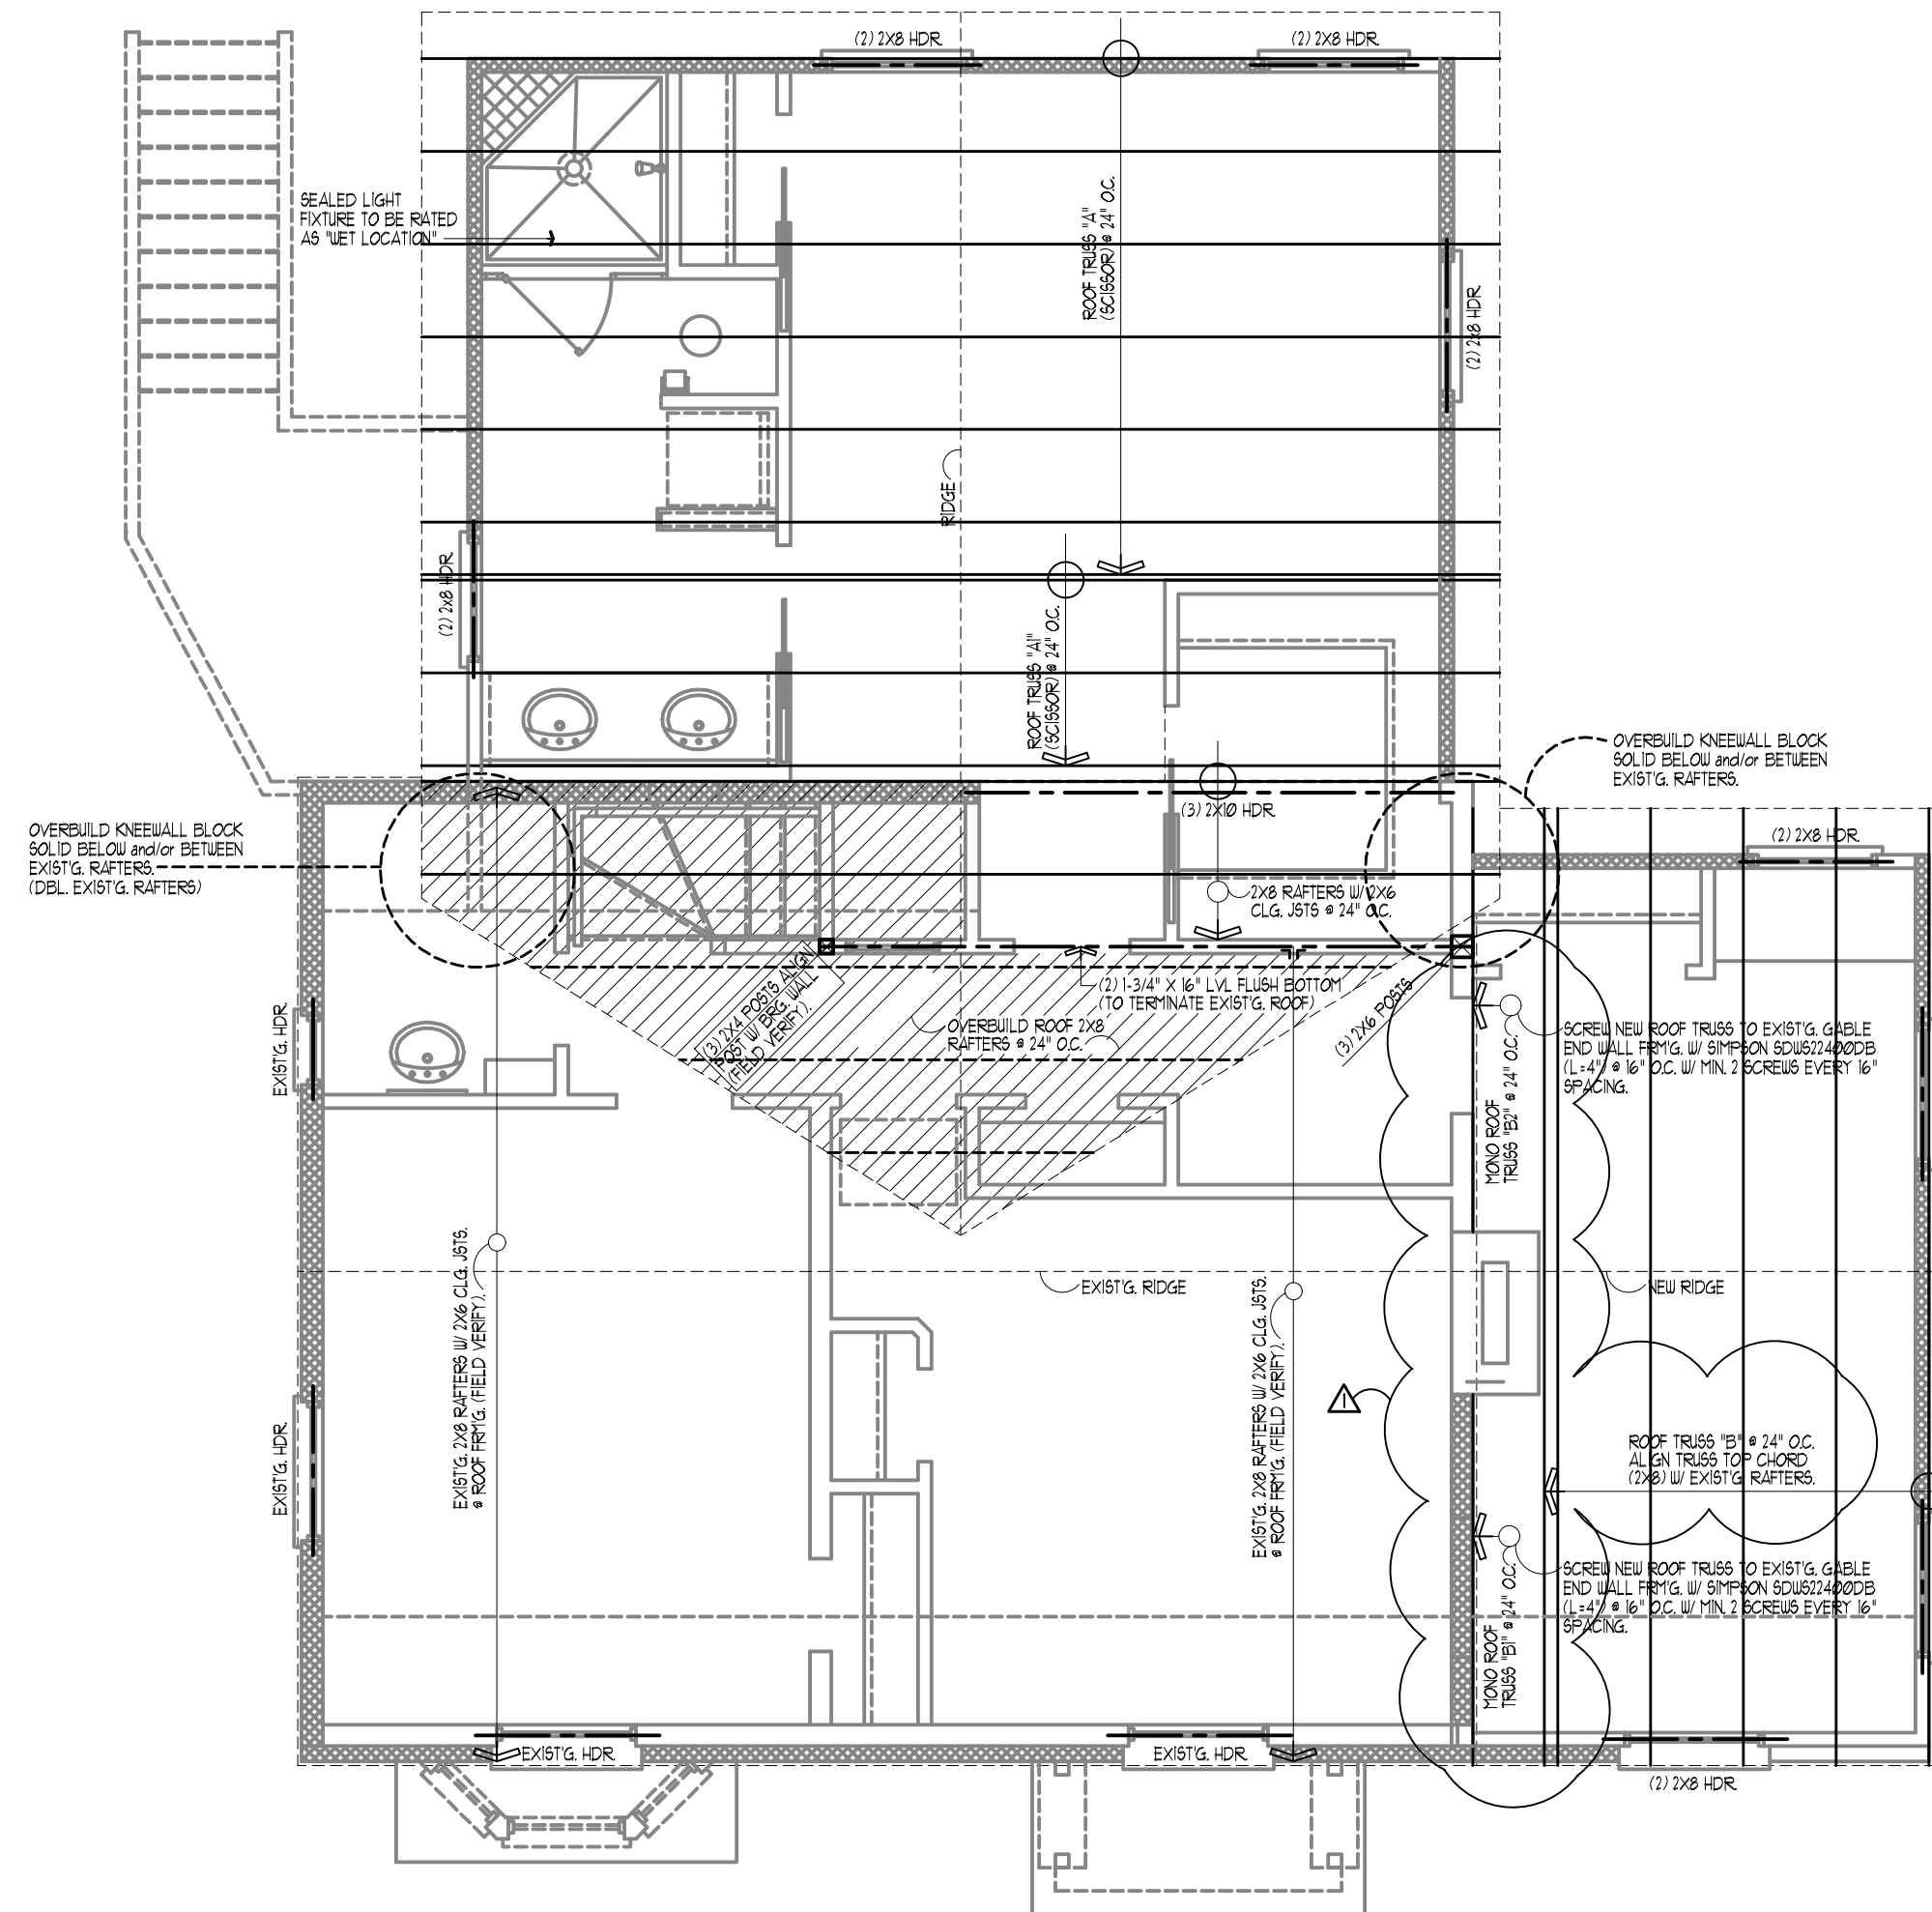 (2) 2X8 HDR.
(2) 2X8 HDR.
SEALED LIGHT
FIXTURE TO BE RATED
AS "WET LOCATION"
ROOF TRUSS "A"
(SCISSOR) @ 24" O.C.
(2) 2X8 HDR.
RIDGE
(2) 2X8 HDR.
ROOF TRUSS "A1"
(SCISSOR) @ 24" O.C.
OVERBUILD KNEEWALL BLOCK
SOLID BELOW and/or BETWEEN
EXIST'G. RAFTERS.
(3) 2X10 HDR.
OVERBUILD KNEEWALL BLOCK
SOLID BELOW and/or BETWEEN
EXIST'G. RAFTERS.
(DBL. EXIST'G. RAFTERS)
(2) 2X8 HDR.
2X8 RAFTERS W/ 2X6
CLG. JSTS @ 24" O.C.
(3) 2X4 POSTS ALIGN
POST W/ BRG. WALL
(FIELD VERIFY).
(2) 1-3/4" X 16" LVL FLUSH BOTTOM
(TO TERMINATE EXIST'G. ROOF)
OVERBUILD ROOF 2X8
RAFTERS @ 24" O.C.
(3) 2X6 POSTS
EXIST'G. HDR.
SCREW NEW ROOF TRUSS TO EXIST'G. GABLE
END WALL FRM'G. W/ SIMPSON SDWS22400DB
(L=4") @ 16" O.C. W/ MIN. 2 SCREWS EVERY 16"
SPACING.
MONO ROOF
TRUSS "B2" @ 24" O.C.
EXIST'G. 2X8 RAFTERS W/ 2X6 CLG. JSTS.
@ ROOF FRM'G. (FIELD VERIFY).
EXIST'G. RIDGE
EXIST'G. 2X8 RAFTERS W/ 2X6 CLG. JSTS.
@ ROOF FRM'G. (FIELD VERIFY).
NEW RIDGE
EXIST'G. HDR.
1
ROOF TRUSS "B" @ 24" O.C.
ALIGN TRUSS TOP CHORD
(2X8) W/ EXIST'G RAFTERS.
SCREW NEW ROOF TRUSS TO EXIST'G. GABLE
END WALL FRM'G. W/ SIMPSON SDWS22400DB
(L=4") @ 16" O.C. W/ MIN. 2 SCREWS EVERY 16"
SPACING.
MONO ROOF
TRUSS "B1" @ 24" O.C.
EXIST'G. HDR.
EXIST'G. HDR.
(2) 2X8 HDR.